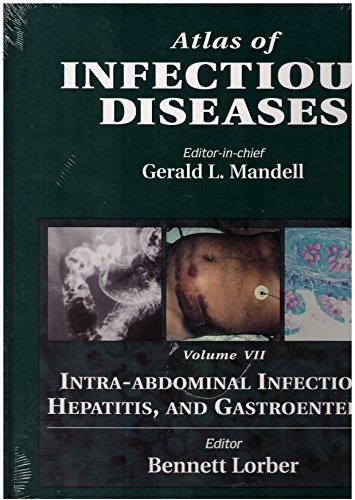 Atlas of
INFECTIOU
DISEASES
Editor-in-chief
Gerald L. Mandell
Volume VII
INTRA-ABDOMINAL INFECTIO
HEPATITIS, AND GASTROENTE
Editor
Bennett Lorber